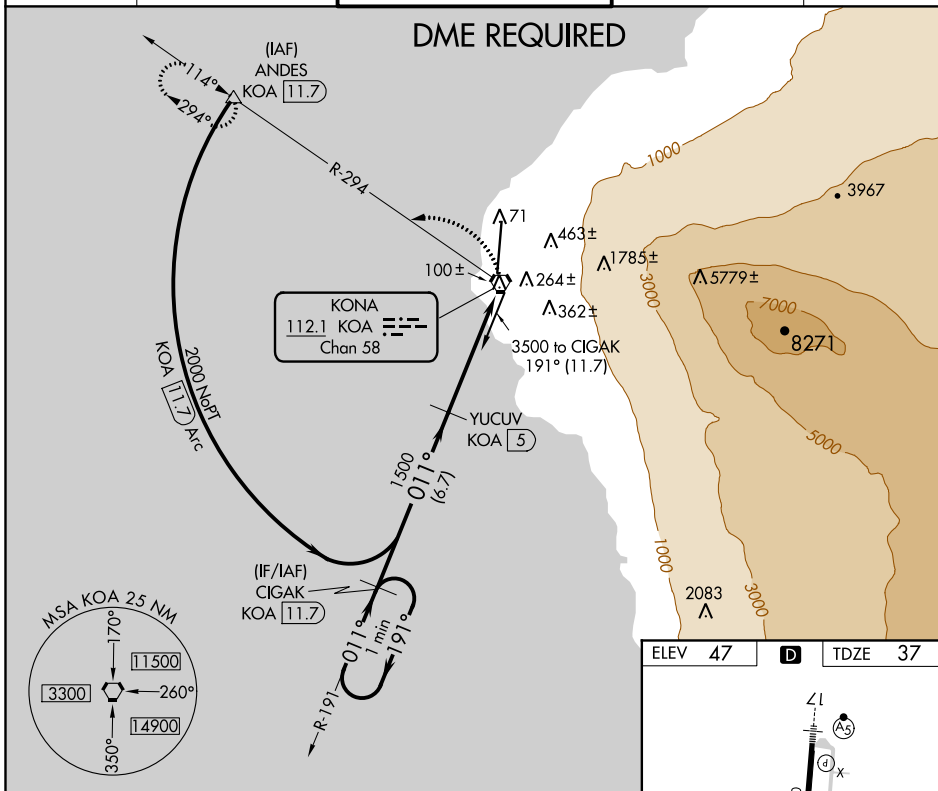 DME REQUIRED
(IAF)
ANDES
KOA 11.7
114°
294°
R-294
1000
3967
71
463±
1785±
100±
264±
3000
5779±
KONA
112.1 KOA
Chan 58
362±
7000
8271
3500 to CIGAK
191° (11.7)
2000 NoPT
KOA 11.7 Arc
YUCUV
KOA 5
5000
1500
011°
(6.7)
(IF/IAF)
CIGAK
KOA 11.7
1000
3000
2083
011°
1 min
191°
R-191
MSA KOA 25 NM
170°
11500
3300
260°
14900
350°
ELEV 47
D
TDZE 37
17
A5
P
X